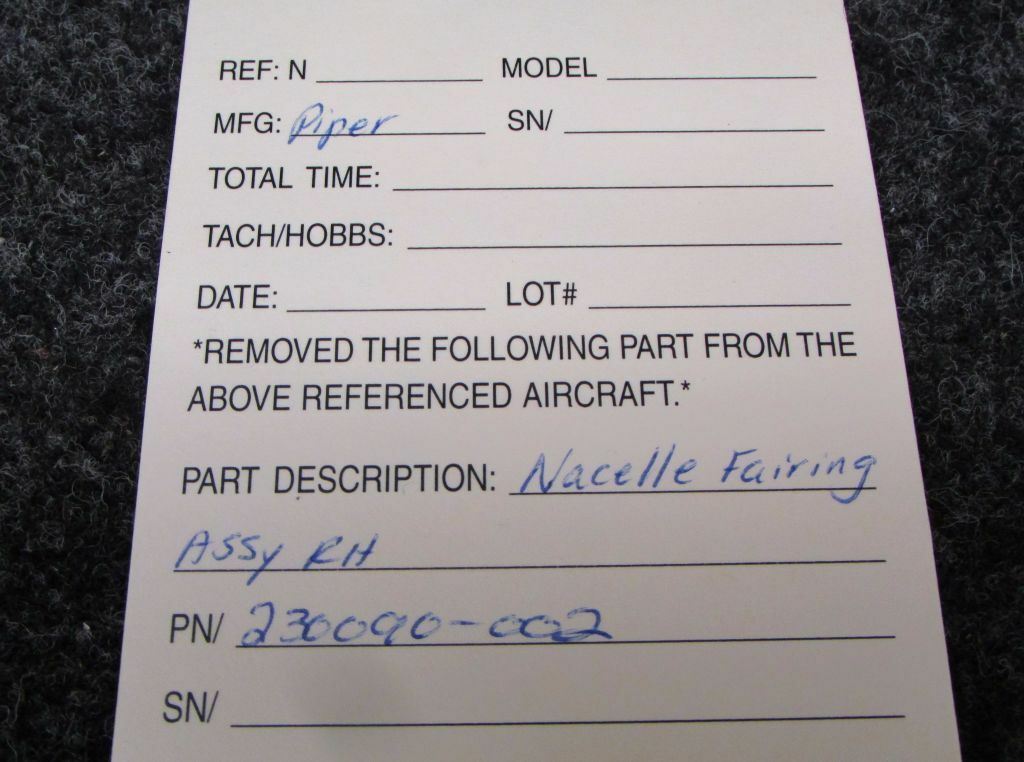 REF: N MODEL
MFG: Piper SN/
TOTAL TIME:
TACH/HOBBS:
DATE: LOT#
*REMOVED THE FOLLOWING PART FROM THE
ABOVE REFERENCED AIRCRAFT.*
PART DESCRIPTION: Nacelle Fairing
Assy RH
PN/ 230090-002
SN/